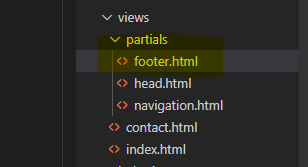 views
partials
<> footer.html
<> head.html
<> navigation.html
<> contact.html
<> index.html